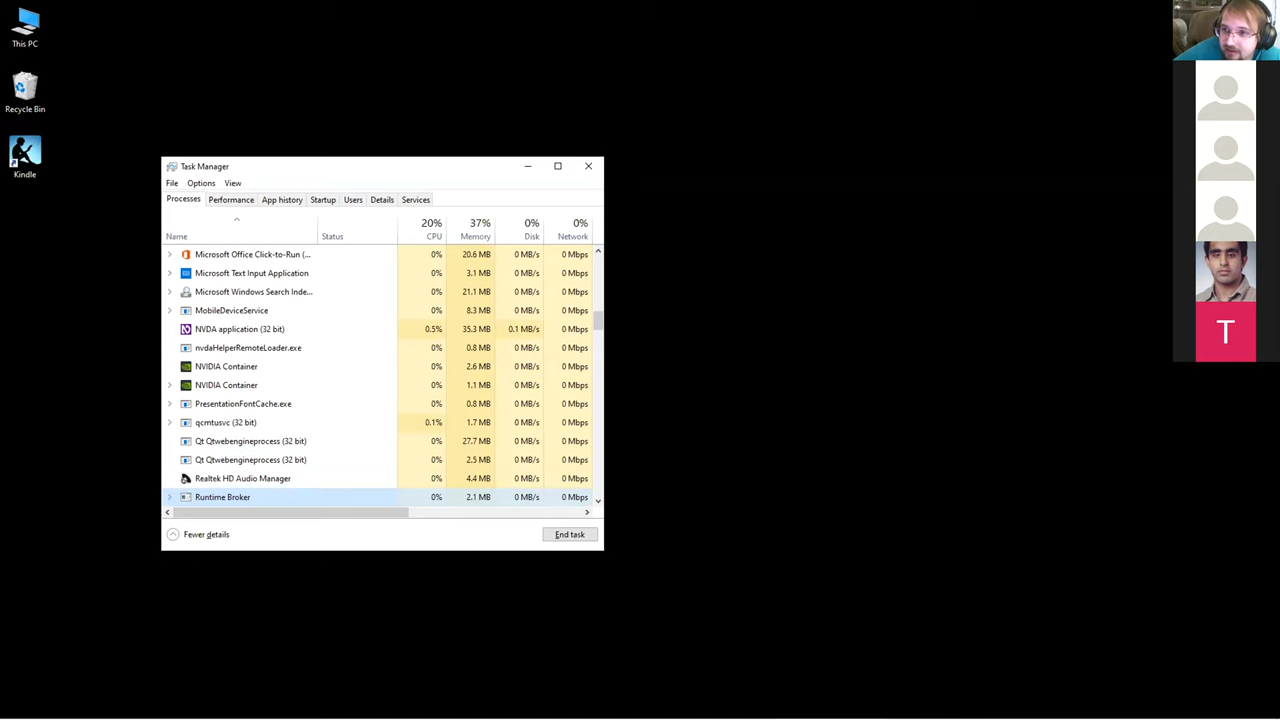 This PC
Recycle Bin
Kindle
Task Manager
File Options View
Processes Performance App history Startup Users Details Services
20% 37% 0% 0%
Name Status CPU Memory Disk Network
Microsoft Office Click-to-Run (... 0% 20.6 MB 0 MB/s 0 Mbps
Microsoft Text Input Application 0% 3.1 MB 0 MB/s 0 Mbps
Microsoft Windows Search Inde... 0% 21.1 MB 0 MB/s 0 Mbps
MobileDeviceService 0% 8.3 MB 0 MB/s 0 Mbps
NVDA application (32 bit) 0.5% 35.3 MB 0.1 MB/s 0 Mbps
nvdaHelperRemoteLoader.exe 0% 0.8 MB 0 MB/s 0 Mbps
NVIDIA Container 0% 2.6 MB 0 MB/s 0 Mbps
NVIDIA Container 0% 1.1 MB 0 MB/s 0 Mbps
PresentationFontCache.exe 0% 0.8 MB 0 MB/s 0 Mbps
qcmtusvc (32 bit) 0.1% 1.7 MB 0 MB/s 0 Mbps
Qt Qtwebengineprocess (32 bit) 0% 27.7 MB 0 MB/s 0 Mbps
Qt Qtwebengineprocess (32 bit) 0% 2.5 MB 0 MB/s 0 Mbps
Realtek HD Audio Manager 0% 4.4 MB 0 MB/s 0 Mbps
Runtime Broker 0% 2.1 MB 0 MB/s 0 Mbps
Fewer details End task
T